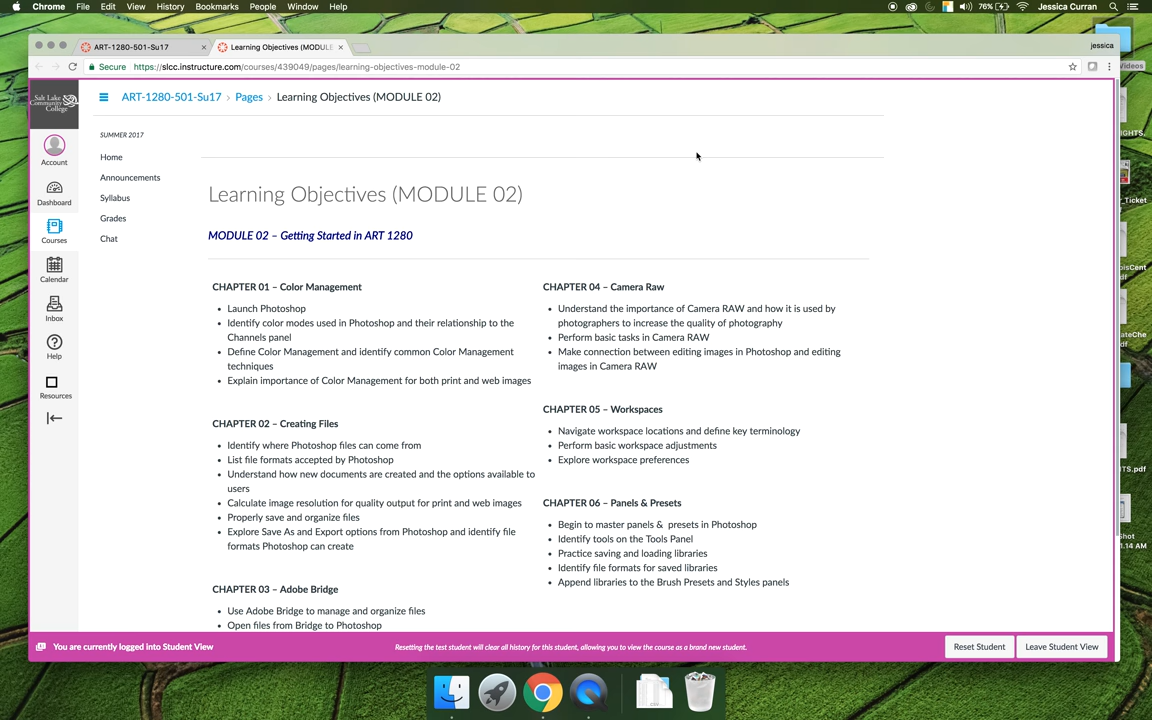 Chrome File Edit View History Bookmarks People Window Help 76% Jessica Curran
ART-1280-501-Su17 × Learning Objectives (MODULE × jessica
Secure https://slcc.instructure.com/courses/439049/pages/learning-objectives-module-02
Salt Lake
Community
College
ART-1280-501-Su17 › Pages › Learning Objectives (MODULE 02)
SUMMER 2017
Home
Announcements
Syllabus
Grades
Chat
Account
Dashboard
Courses
Calendar
Inbox
Help
Resources
Learning Objectives (MODULE 02)
MODULE 02 – Getting Started in ART 1280
CHAPTER 01 – Color Management
• Launch Photoshop
• Identify color modes used in Photoshop and their relationship to the
Channels panel
• Define Color Management and identify common Color Management
techniques
• Explain importance of Color Management for both print and web images
CHAPTER 02 – Creating Files
• Identify where Photoshop files can come from
• List file formats accepted by Photoshop
• Understand how new documents are created and the options available to
users
• Calculate image resolution for quality output for print and web images
• Properly save and organize files
• Explore Save As and Export options from Photoshop and identify file
formats Photoshop can create
CHAPTER 03 – Adobe Bridge
• Use Adobe Bridge to manage and organize files
• Open files from Bridge to Photoshop
CHAPTER 04 – Camera Raw
• Understand the importance of Camera RAW and how it is used by
photographers to increase the quality of photography
• Perform basic tasks in Camera RAW
• Make connection between editing images in Photoshop and editing
images in Camera RAW
CHAPTER 05 – Workspaces
• Navigate workspace locations and define key terminology
• Perform basic workspace adjustments
• Explore workspace preferences
CHAPTER 06 – Panels & Presets
• Begin to master panels & presets in Photoshop
• Identify tools on the Tools Panel
• Practice saving and loading libraries
• Identify file formats for saved libraries
• Append libraries to the Brush Presets and Styles panels
You are currently logged into Student View
Resetting the test student will clear all history for this student, allowing you to view the course as a brand new student.
Reset Student
Leave Student View
Videos
IGHTS.
_Ticket
df
df
ITS.pdf
Shot
1.14 AM